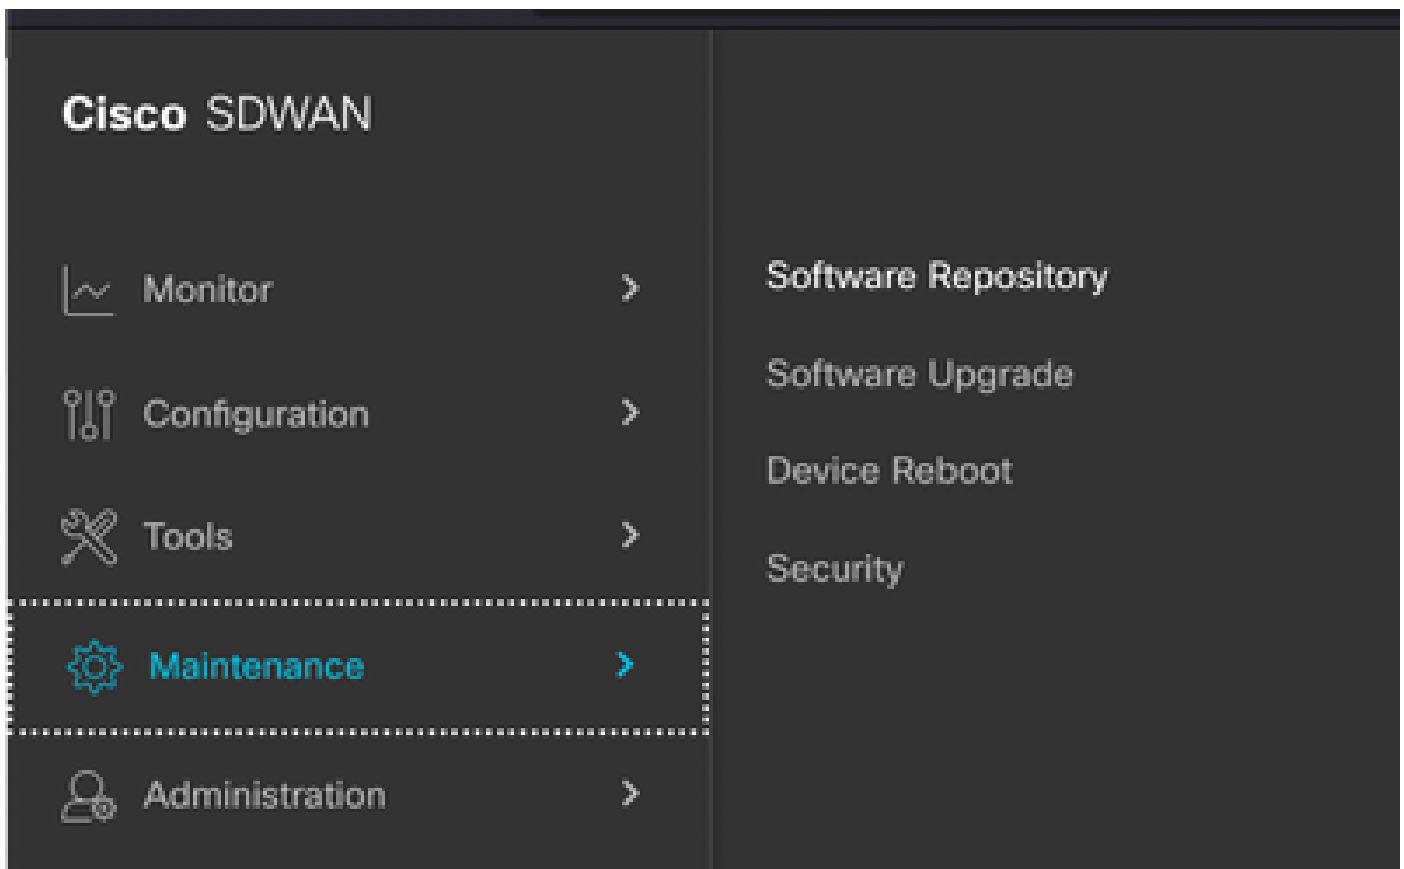 Cisco SDWAN
Monitor
Configuration
Tools
Maintenance
Administration
Software Repository
Software Upgrade
Device Reboot
Security